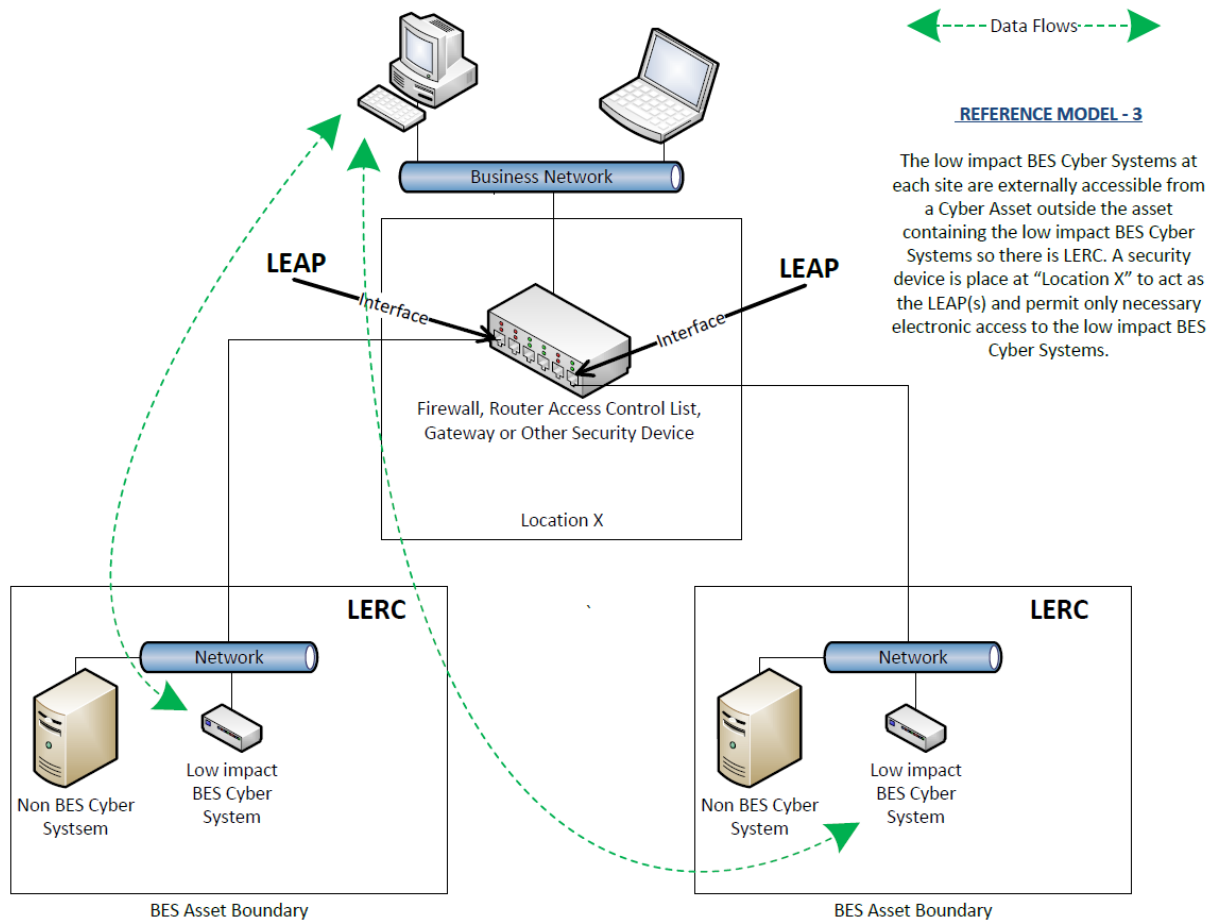 Data Flows
REFERENCE MODEL - 3
The low impact BES Cyber Systems at
each site are externally accessible from
a Cyber Asset outside the asset
containing the low impact BES Cyber
Systems so there is LERC. A security
device is place at “Location X” to act as
the LEAP(s) and permit only necessary
electronic access to the low impact BES
Cyber Systems.
Business Network
LEAP
LEAP
Interface
Interface
Firewall, Router Access Control List,
Gateway or Other Security Device
Location X
LERC
Network
Non BES Cyber
Systsem
Low impact
BES Cyber
System
BES Asset Boundary
LERC
Network
Non BES Cyber
System
Low impact
BES Cyber
System
BES Asset Boundary